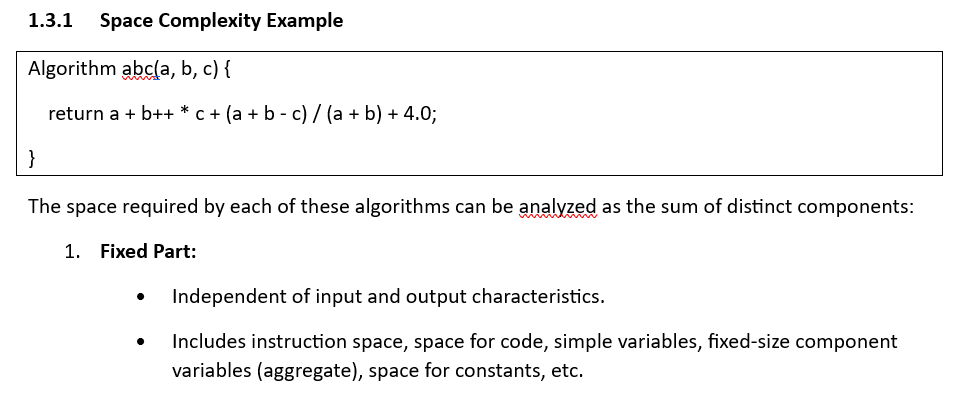 1.3.1 Space Complexity Example
Algorithm abc(a, b, c) {
return a + b++ * c + (a + b - c) / (a + b) + 4.0;
}
The space required by each of these algorithms can be analyzed as the sum of distinct components:
1. Fixed Part:
• Independent of input and output characteristics.
• Includes instruction space, space for code, simple variables, fixed-size component
variables (aggregate), space for constants, etc.